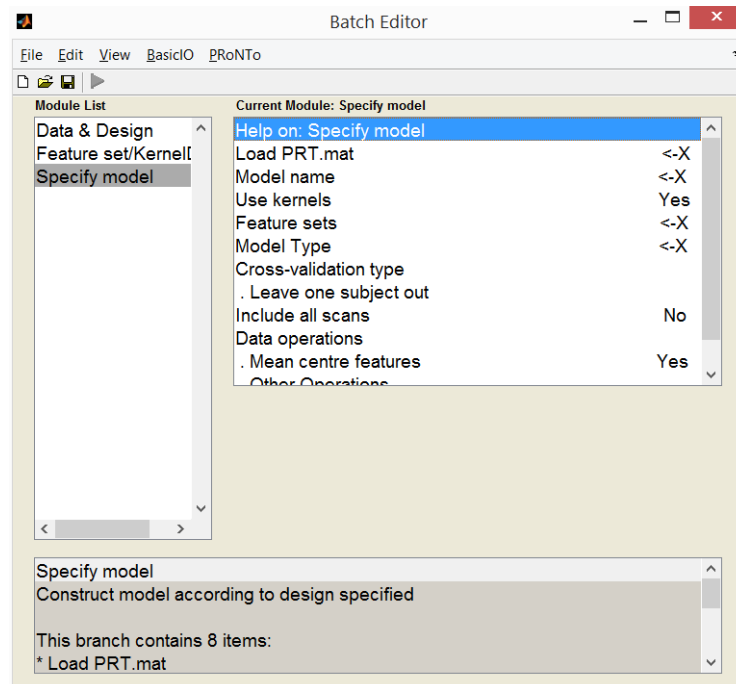 Batch Editor
File Edit View BasicIO PRoNTo
Module List
Data & Design
Feature set/Kernel
Specify model
Current Module: Specify model
Help on: Specify model
Load PRT.mat <-X
Model name <-X
Use kernels Yes
Feature sets <-X
Model Type <-X
Cross-validation type
. Leave one subject out
Include all scans No
Data operations
. Mean centre features Yes
. Other Operations
Specify model
Construct model according to design specified
This branch contains 8 items:
* Load PRT.mat